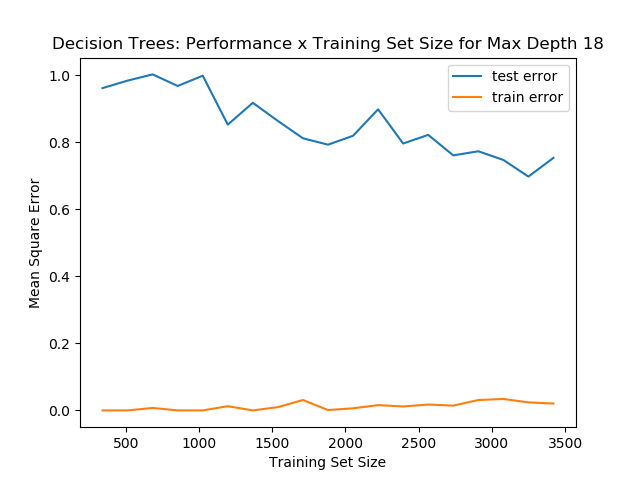 Decision Trees: Performance x Training Set Size for Max Depth 18
test error
train error
Mean Square Error
1.0
0.8
0.6
0.4
0.2
0.0
500 1000 1500 2000 2500 3000 3500
Training Set Size